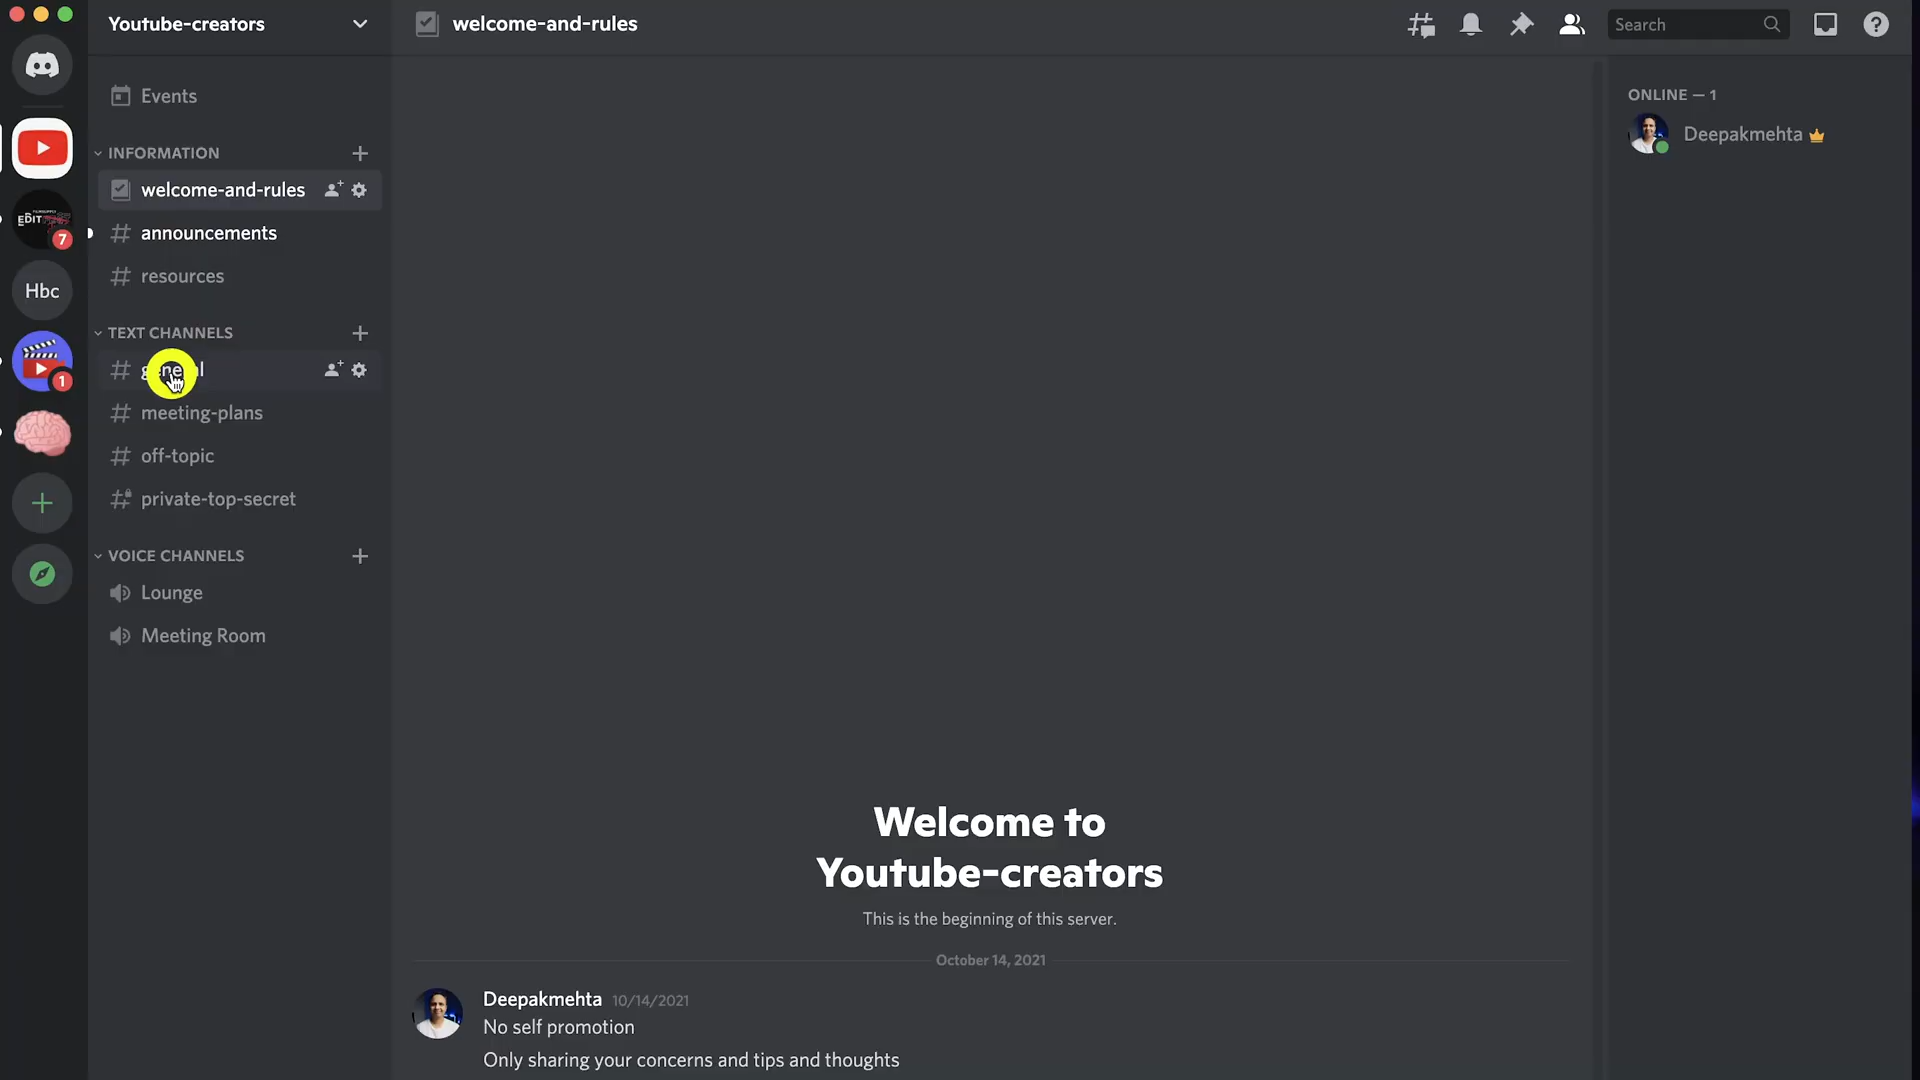 Youtube-creators
welcome-and-rules
Search
Events
ONLINE — 1
Deepakmehta
INFORMATION
welcome-and-rules
announcements
resources
EDIT
7
Hbc
TEXT CHANNELS
general
meeting-plans
off-topic
private-top-secret
1
VOICE CHANNELS
Lounge
Meeting Room
Welcome to
Youtube-creators
This is the beginning of this server.
October 14, 2021
Deepakmehta 10/14/2021
No self promotion
Only sharing your concerns and tips and thoughts